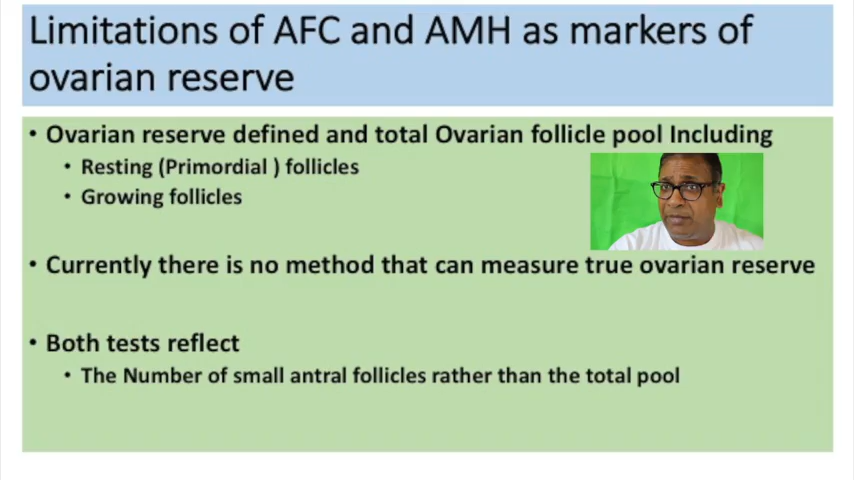 Limitations of AFC and AMH as markers of
ovarian reserve
• Ovarian reserve defined and total Ovarian follicle pool Including
• Resting (Primordial ) follicles
• Growing follicles
• Currently there is no method that can measure true ovarian reserve
• Both tests reflect
• The Number of small antral follicles rather than the total pool